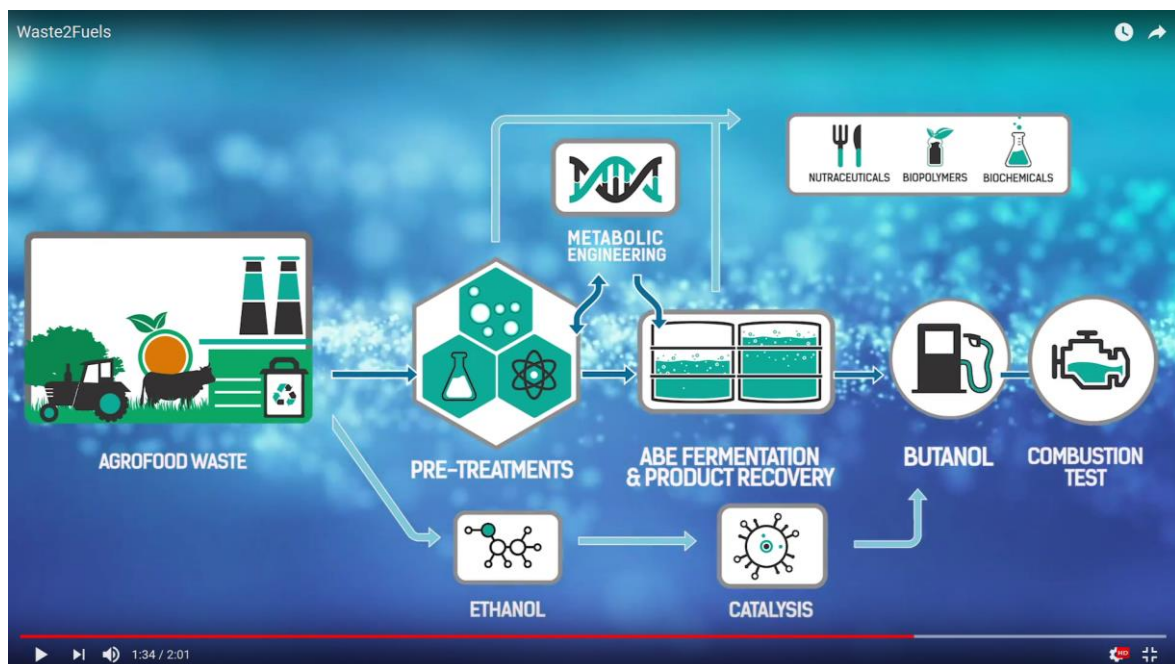 Waste2Fuels
NUTRACEUTICALS
BIOPOLYMERS
BIOCHEMICALS
METABOLIC
ENGINEERING
AGROFOOD WASTE
PRE-TREATMENTS
ABE FERMENTATION
& PRODUCT RECOVERY
BUTANOL
COMBUSTION
TEST
ETHANOL
CATALYSIS
1:34 / 2:01
HD